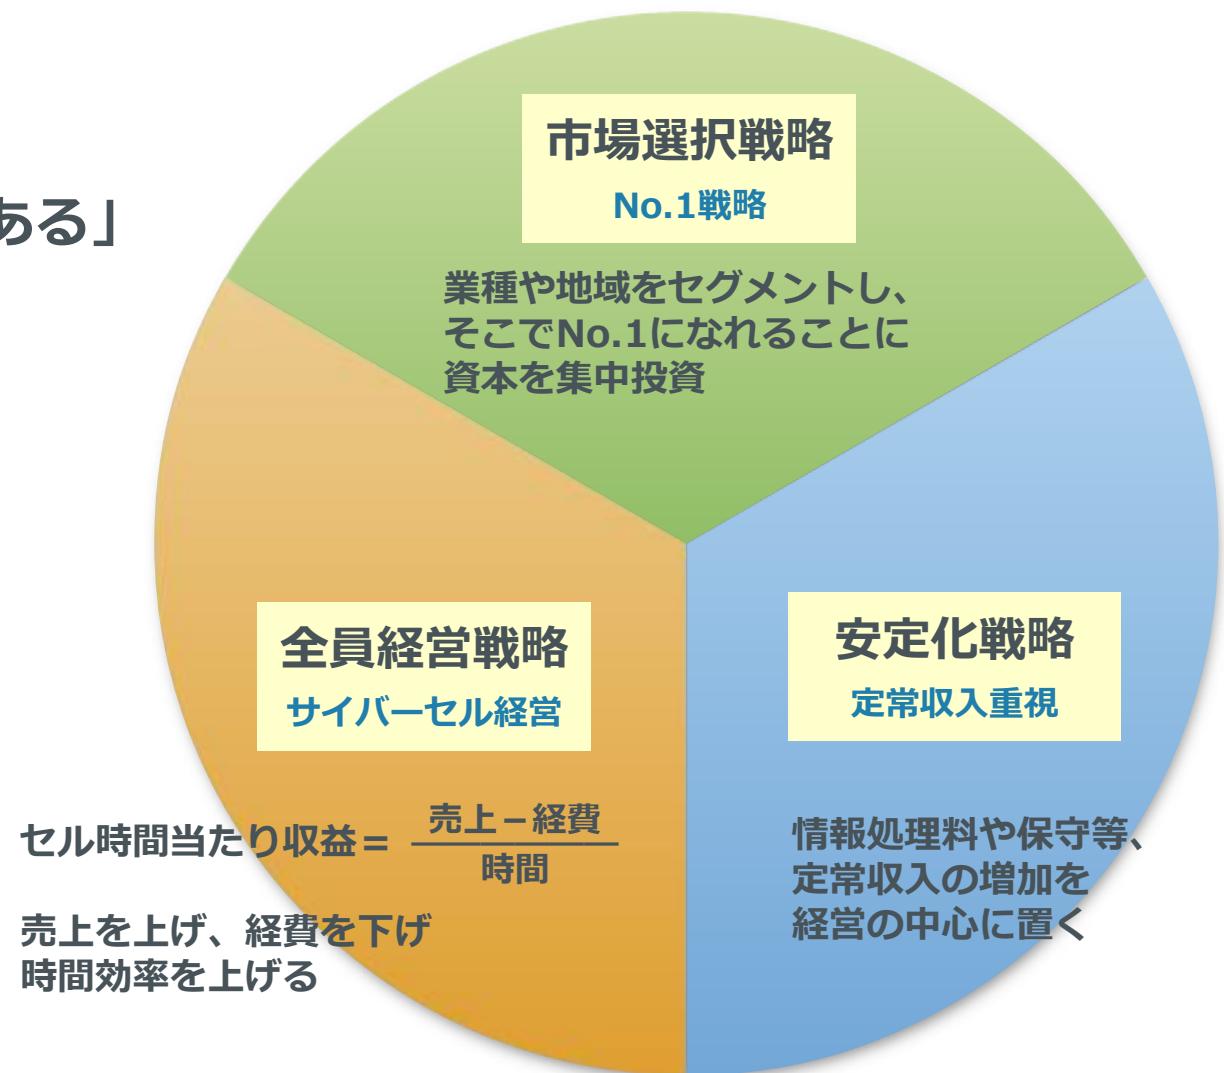 ある」
市場選択戦略
No.1戦略
業種や地域をセグメントし、
そこでNo.1になれることに
資本を集中投資
全員経営戦略
サイバーセル経営
セル時間当たり収益= 売上－経費
時間
売上を上げ、経費を下げ
時間効率を上げる
安定化戦略
定常収入重視
情報処理料や保守等、
定常収入の増加を
経営の中心に置く